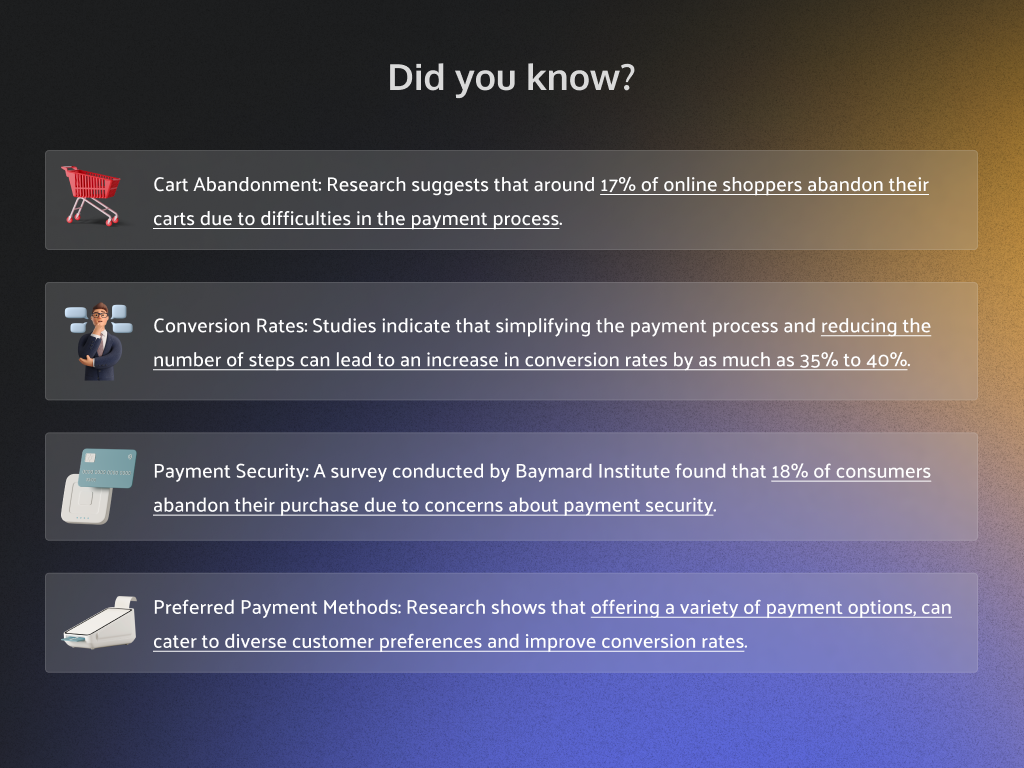 Did you know?
Cart Abandonment: Research suggests that around 17% of online shoppers abandon their
carts due to difficulties in the payment process.
Conversion Rates: Studies indicate that simplifying the payment process and reducing the
number of steps can lead to an increase in conversion rates by as much as 35% to 40%.
Payment Security: A survey conducted by Baymard Institute found that 18% of consumers
abandon their purchase due to concerns about payment security.
Preferred Payment Methods: Research shows that offering a variety of payment options, can
cater to diverse customer preferences and improve conversion rates.